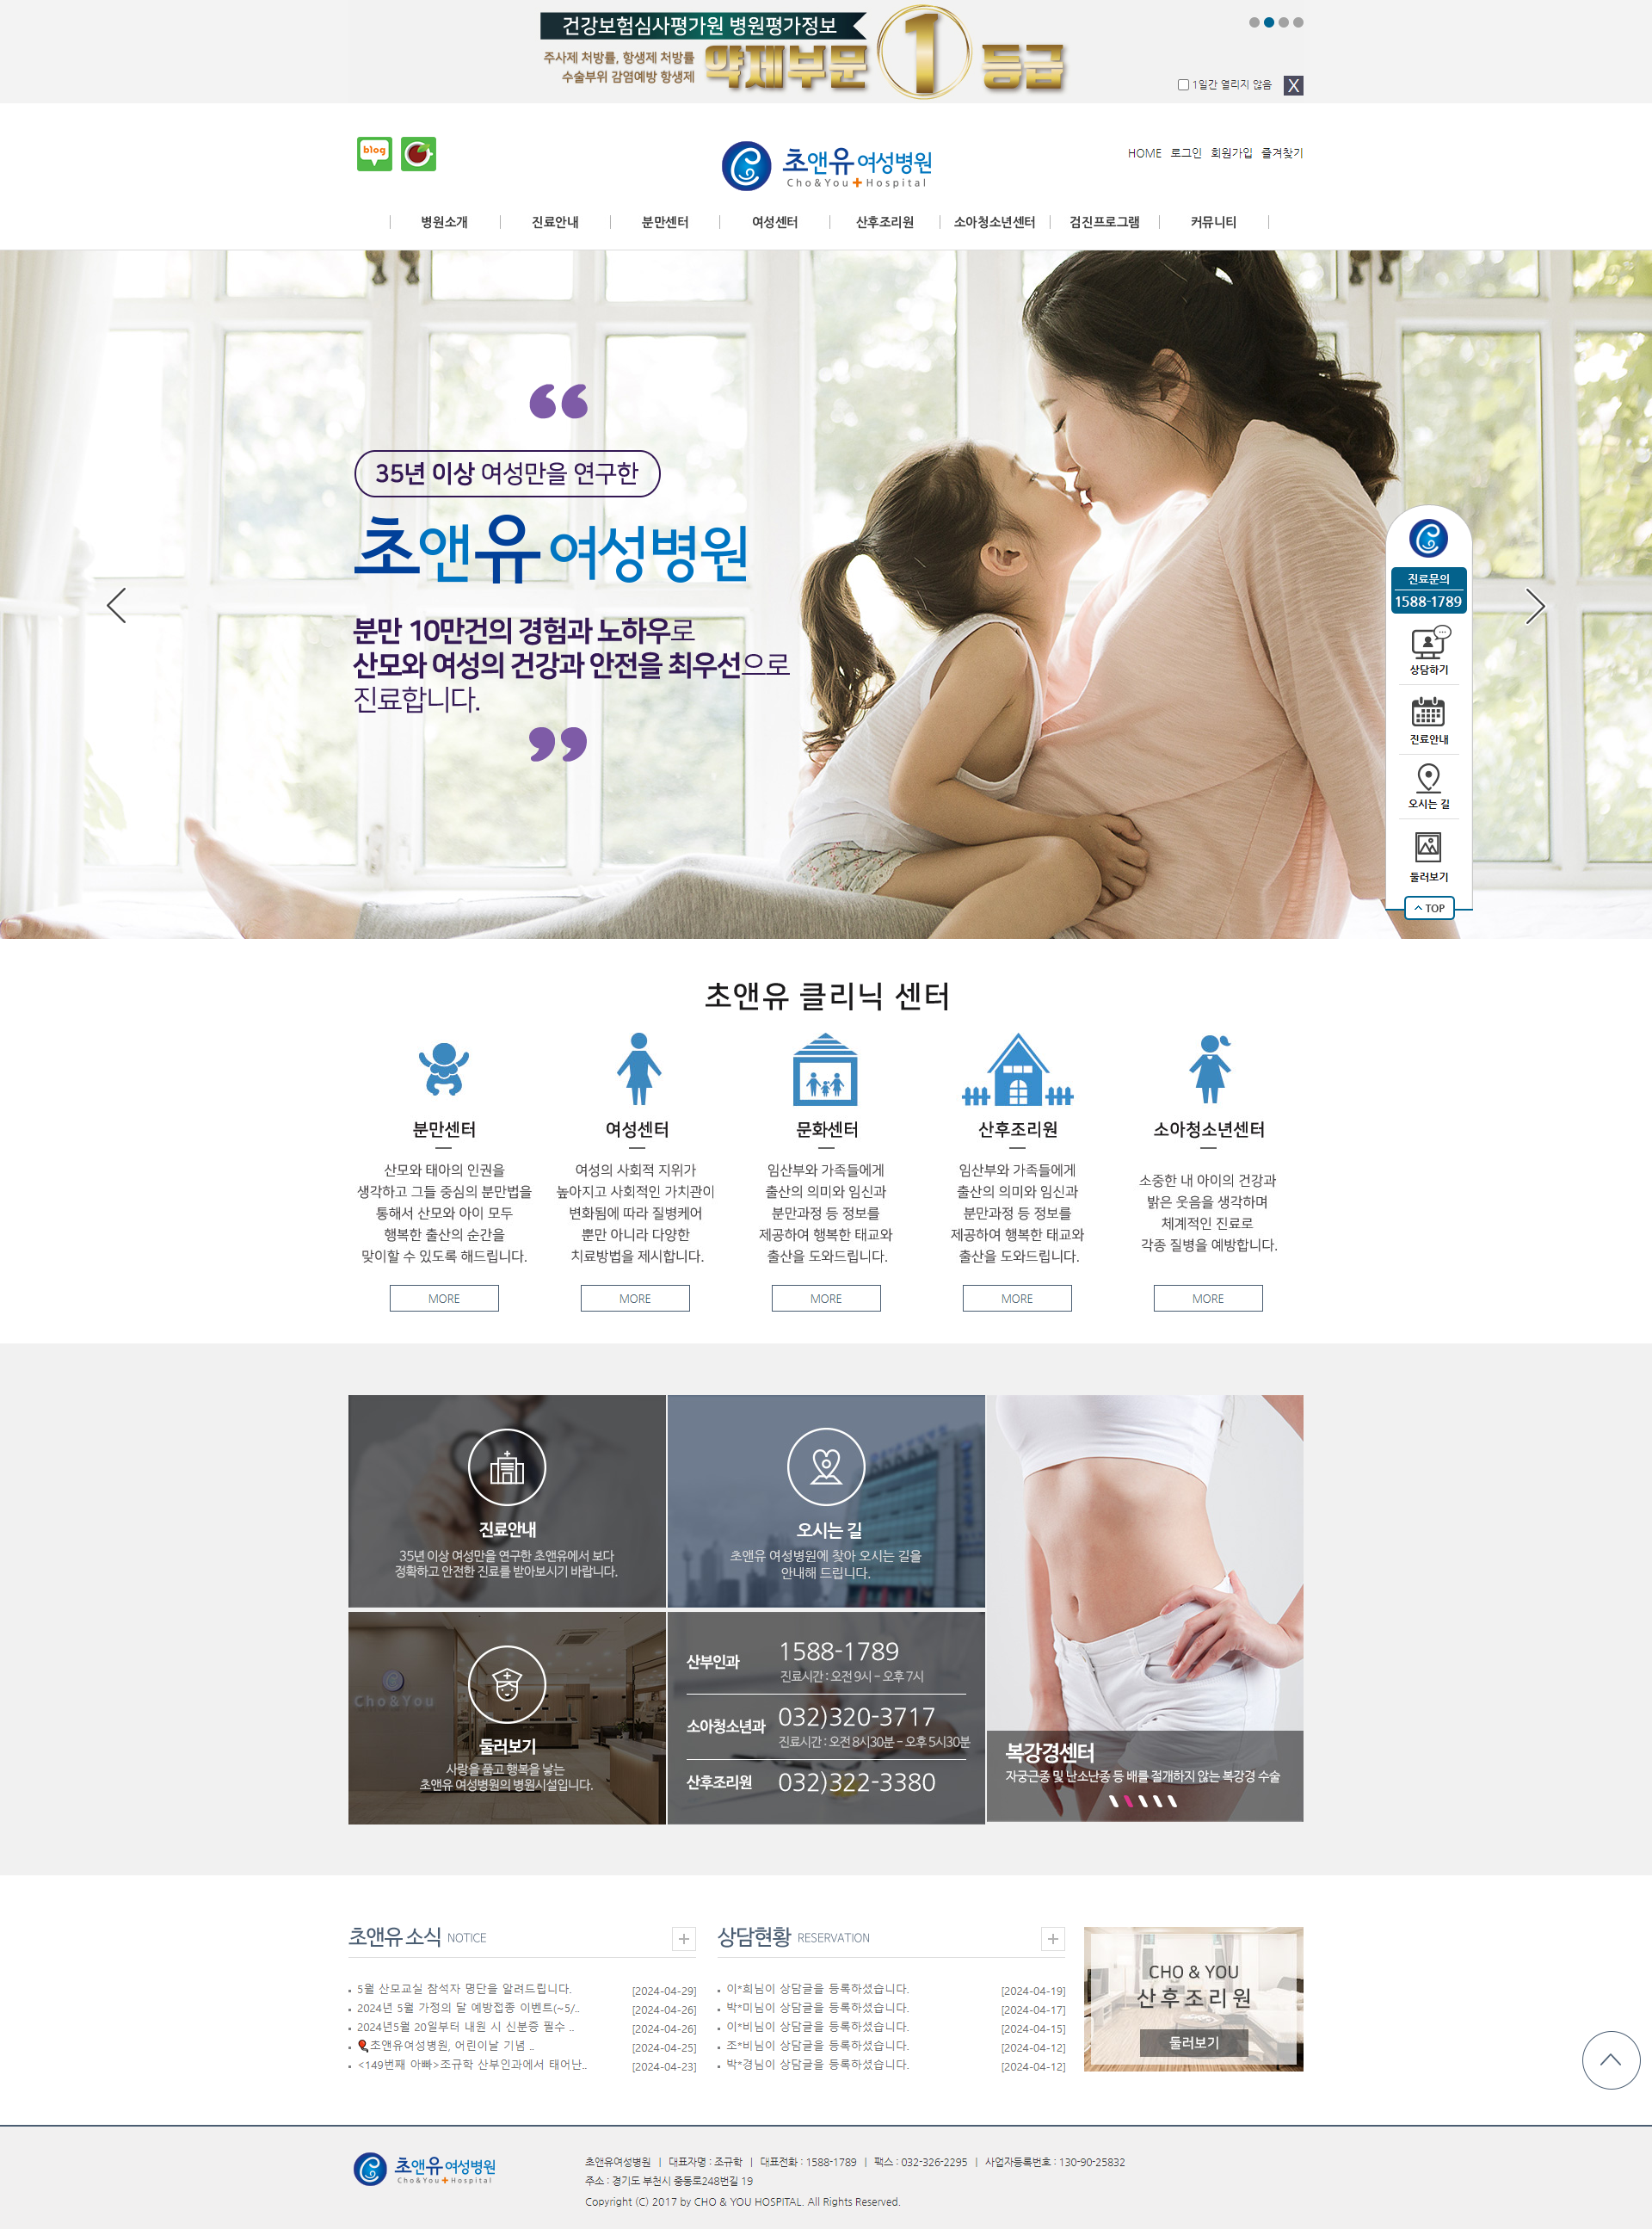 건강보험심사평가원 병원평가정보
주사제 처방률, 항생제 처방률
수술부위 감염예방 항생제
약제부문 1 등급
1일간 열리지 않음 X
blog
초앤유여성병원
Cho&You+Hospital
HOME 로그인 회원가입 즐겨찾기
병원소개 진료안내 분만센터 여성센터 산후조리원 소아청소년센터 검진프로그램 커뮤니티
35년 이상 여성만을 연구한
초앤유 여성병원
분만 10만건의 경험과 노하우로
산모와 여성의 건강과 안전을 최우선으로
진료합니다.
진료문의
1588-1789
상담하기
진료안내
오시는 길
둘러보기
TOP
초앤유 클리닉 센터
분만센터
산모와 태아의 인권을
생각하고 그들 중심의 분만법을
통해서 산모와 아이 모두
행복한 출산의 순간을
맞이할 수 있도록 해드립니다.
MORE
여성센터
여성의 사회적 지위가
높아지고 사회적인 가치관이
변화됨에 따라 질병케어
뿐만 아니라 다양한
치료방법을 제시합니다.
MORE
문화센터
임산부와 가족들에게
출산의 의미와 임신과
분만과정 등 정보를
제공하여 행복한 태교와
출산을 도와드립니다.
MORE
산후조리원
임산부와 가족들에게
출산의 의미와 임신과
분만과정 등 정보를
제공하여 행복한 태교와
출산을 도와드립니다.
MORE
소아청소년센터
소중한 내 아이의 건강과
밝은 웃음을 생각하며
체계적인 진료로
각종 질병을 예방합니다.
MORE
진료안내
35년 이상 여성만을 연구한 초앤유에서 보다
정확하고 안전한 진료를 받아보시기 바랍니다.
오시는 길
초앤유 여성병원에 찾아 오시는 길을
안내해 드립니다.
Cho&You
둘러보기
사랑을 품고 행복을 낳는
초앤유 여성병원의 병원시설입니다.
산부인과 1588-1789
진료시간 : 오전 9시 - 오후 7시
소아청소년과 032)320-3717
진료시간 : 오전 8시30분 - 오후 5시30분
산후조리원 032)322-3380
복강경센터
자궁근종 및 난소난종 등 배를 절개하지 않는 복강경 수술
초앤유 소식 NOTICE +
5월 산모교실 참석자 명단을 알려드립니다. [2024-04-29]
2024년 5월 가정의 달 예방접종 이벤트(~5/.. [2024-04-26]
2024년5월 20일부터 내원 시 신분증 필수 .. [2024-04-26]
🎈초앤유여성병원, 어린이날 기념 .. [2024-04-25]
<149번째 아빠>조규학 산부인과에서 태어난.. [2024-04-23]
상담현황 RESERVATION +
이*희님이 상담글을 등록하셨습니다. [2024-04-19]
박*미님이 상담글을 등록하셨습니다. [2024-04-17]
이*비님이 상담글을 등록하셨습니다. [2024-04-15]
조*비님이 상담글을 등록하셨습니다. [2024-04-12]
박*경님이 상담글을 등록하셨습니다. [2024-04-12]
CHO & YOU
산후조리원
둘러보기
초앤유여성병원
Cho&You+Hospital
초앤유여성병원 | 대표자명 : 조규학 | 대표전화 : 1588-1789 | 팩스 : 032-326-2295 | 사업자등록번호 : 130-90-25832
주소 : 경기도 부천시 중동로248번길 19
Copyright (C) 2017 by CHO & YOU HOSPITAL. All Rights Reserved.